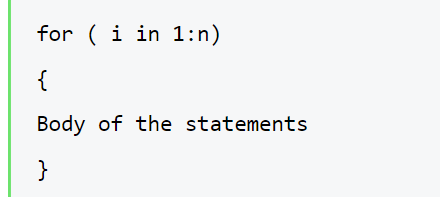 for ( i in 1:n)
{
Body of the statements
}